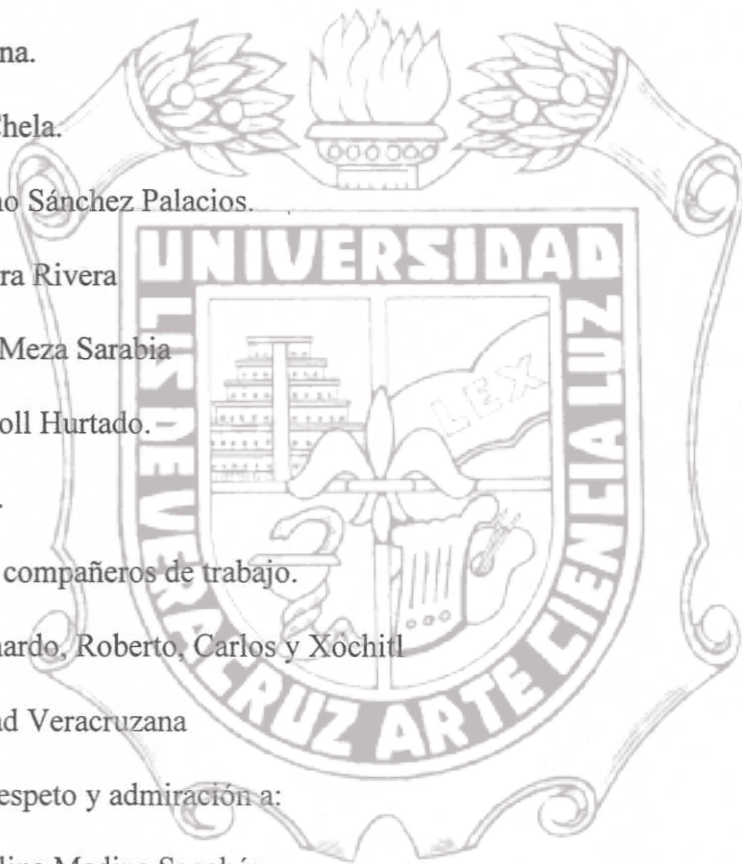 na.
Chela.
no Sánchez Palacios.
ra Rivera
Meza Sarabia
oll Hurtado.
.
compañeros de trabajo.
nardo, Roberto, Carlos y Xochitl
ad Veracruzana
espeto y admiración a:
lina Medina
UNIVERSIDAD
LIS DE VERACRUZ ARTE CIENCIA LUZ
LEX